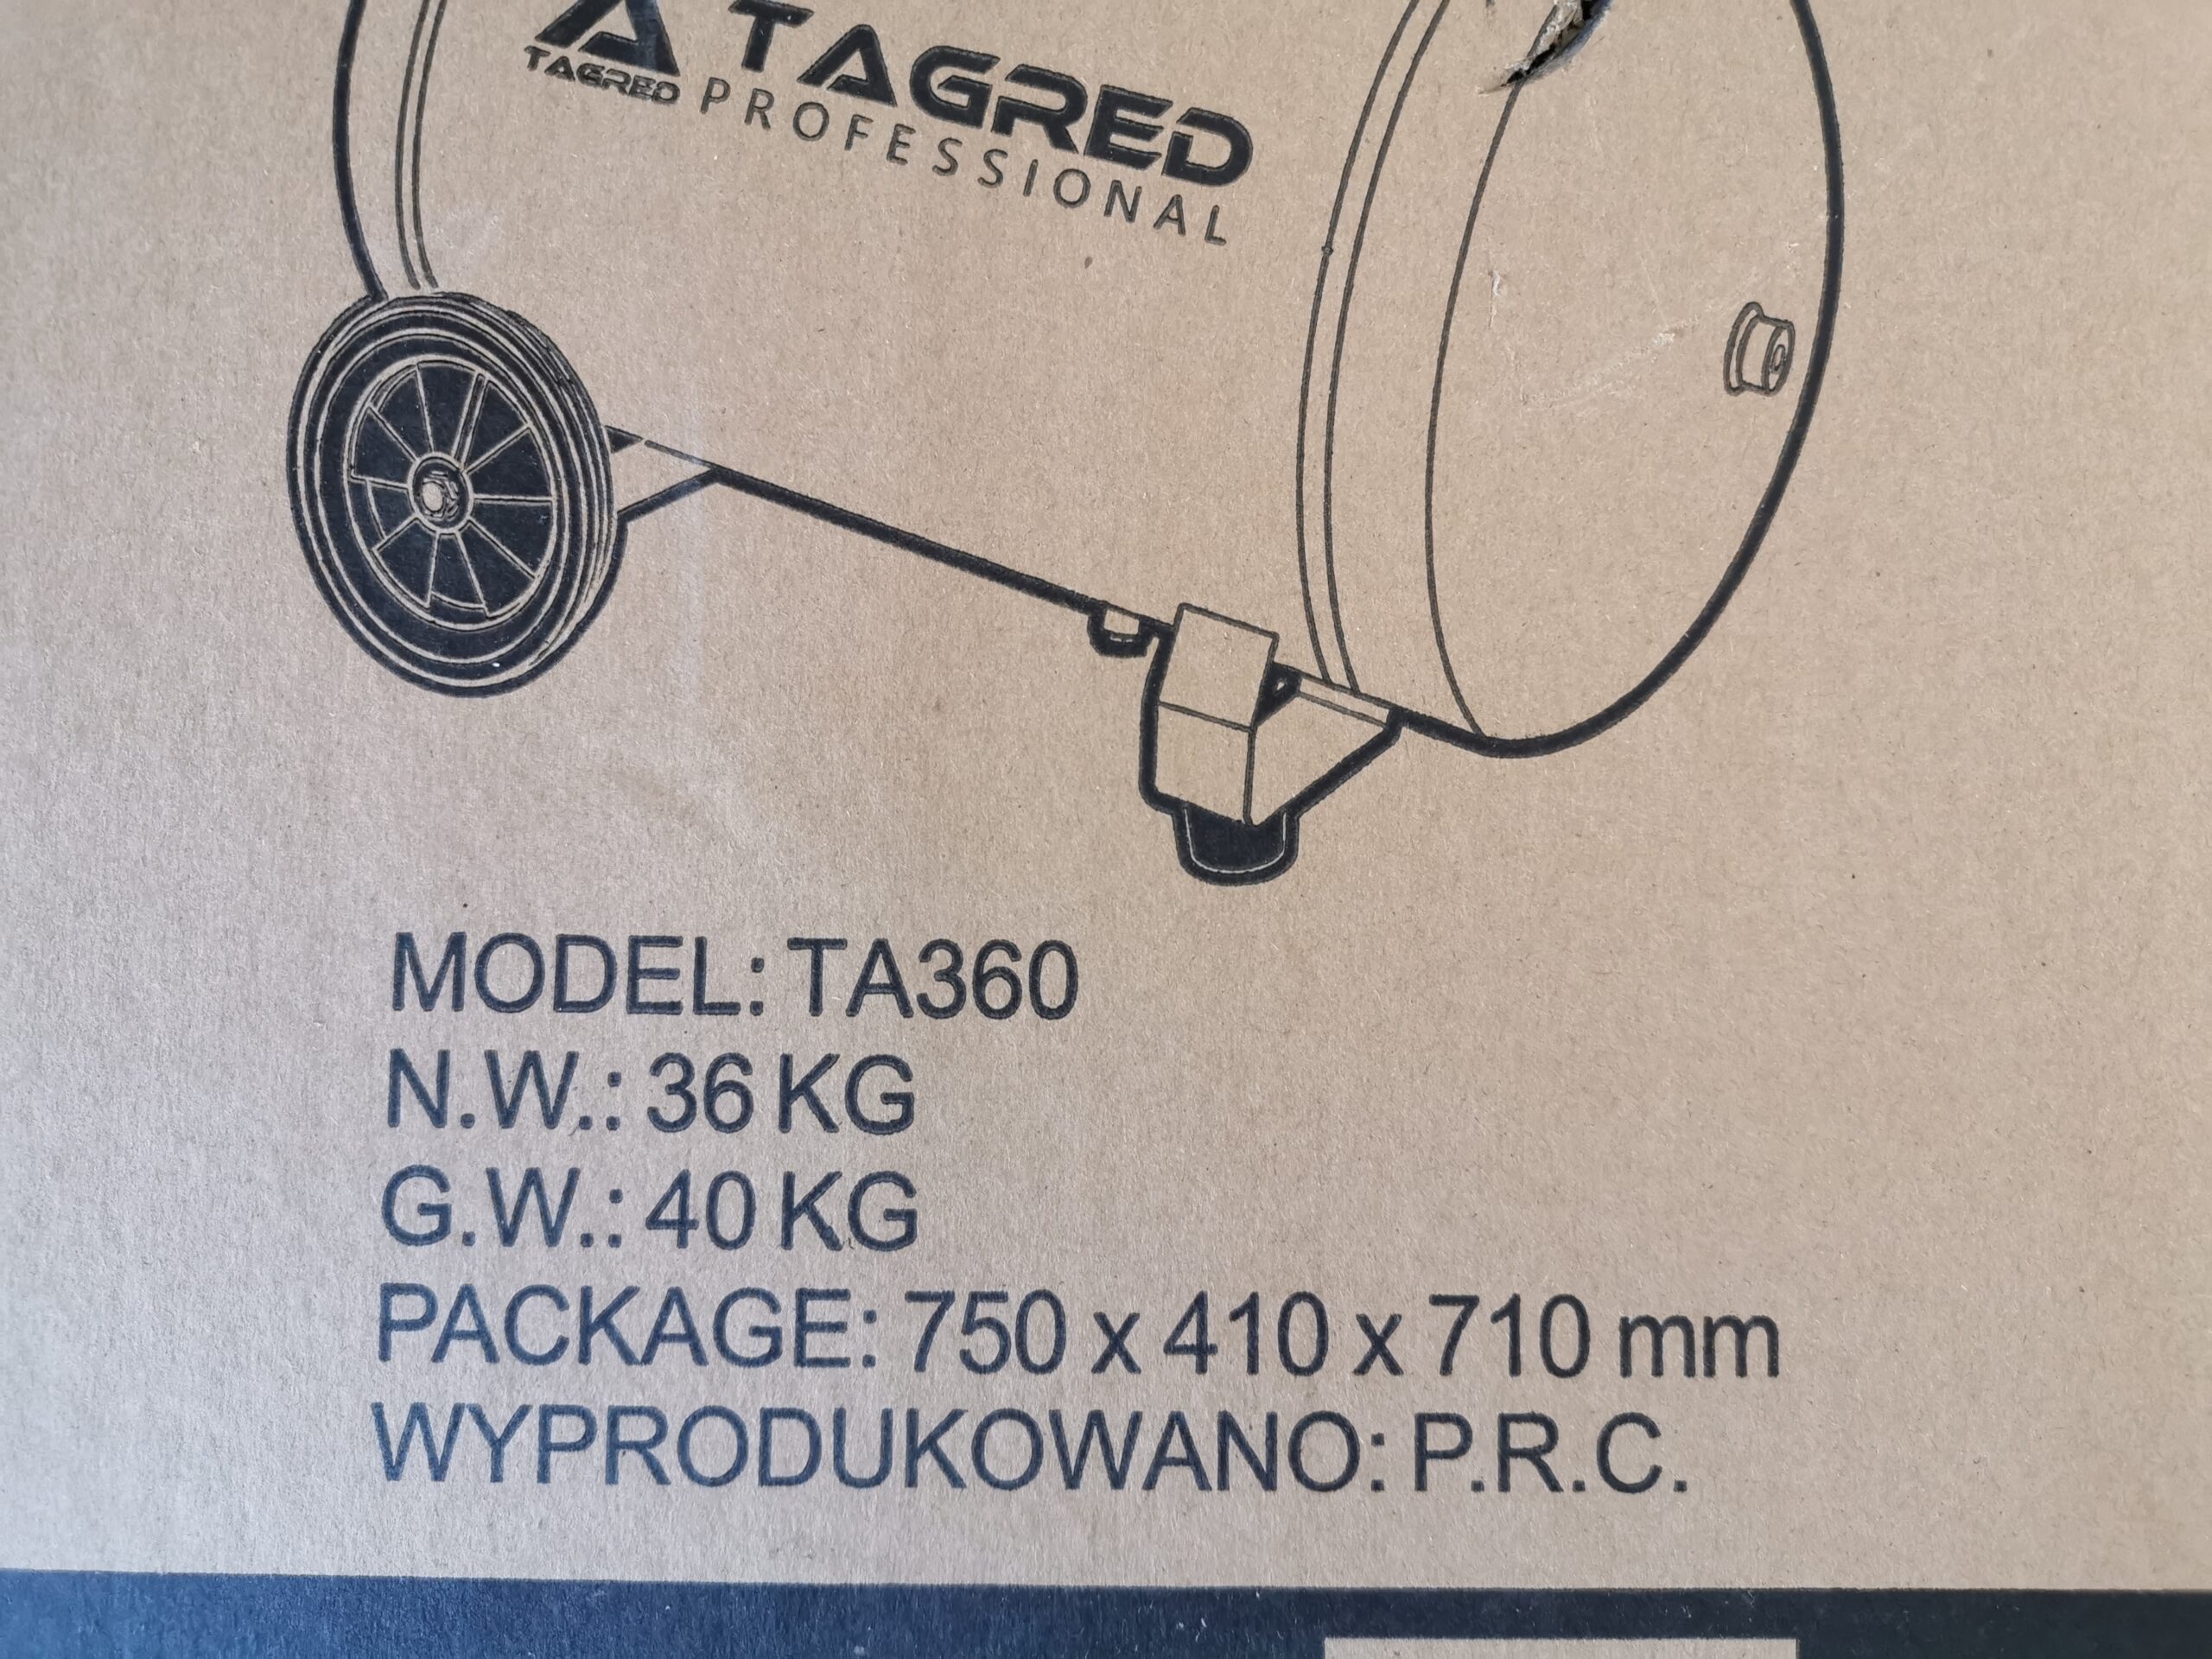 TAGRED
TAGRED
PROFESSIONAL
MODEL: TA360
N.W.: 36 KG
G.W.: 40 KG
PACKAGE: 750 x 410 x 710 mm
WYPRODUKOWANO: P.R.C.